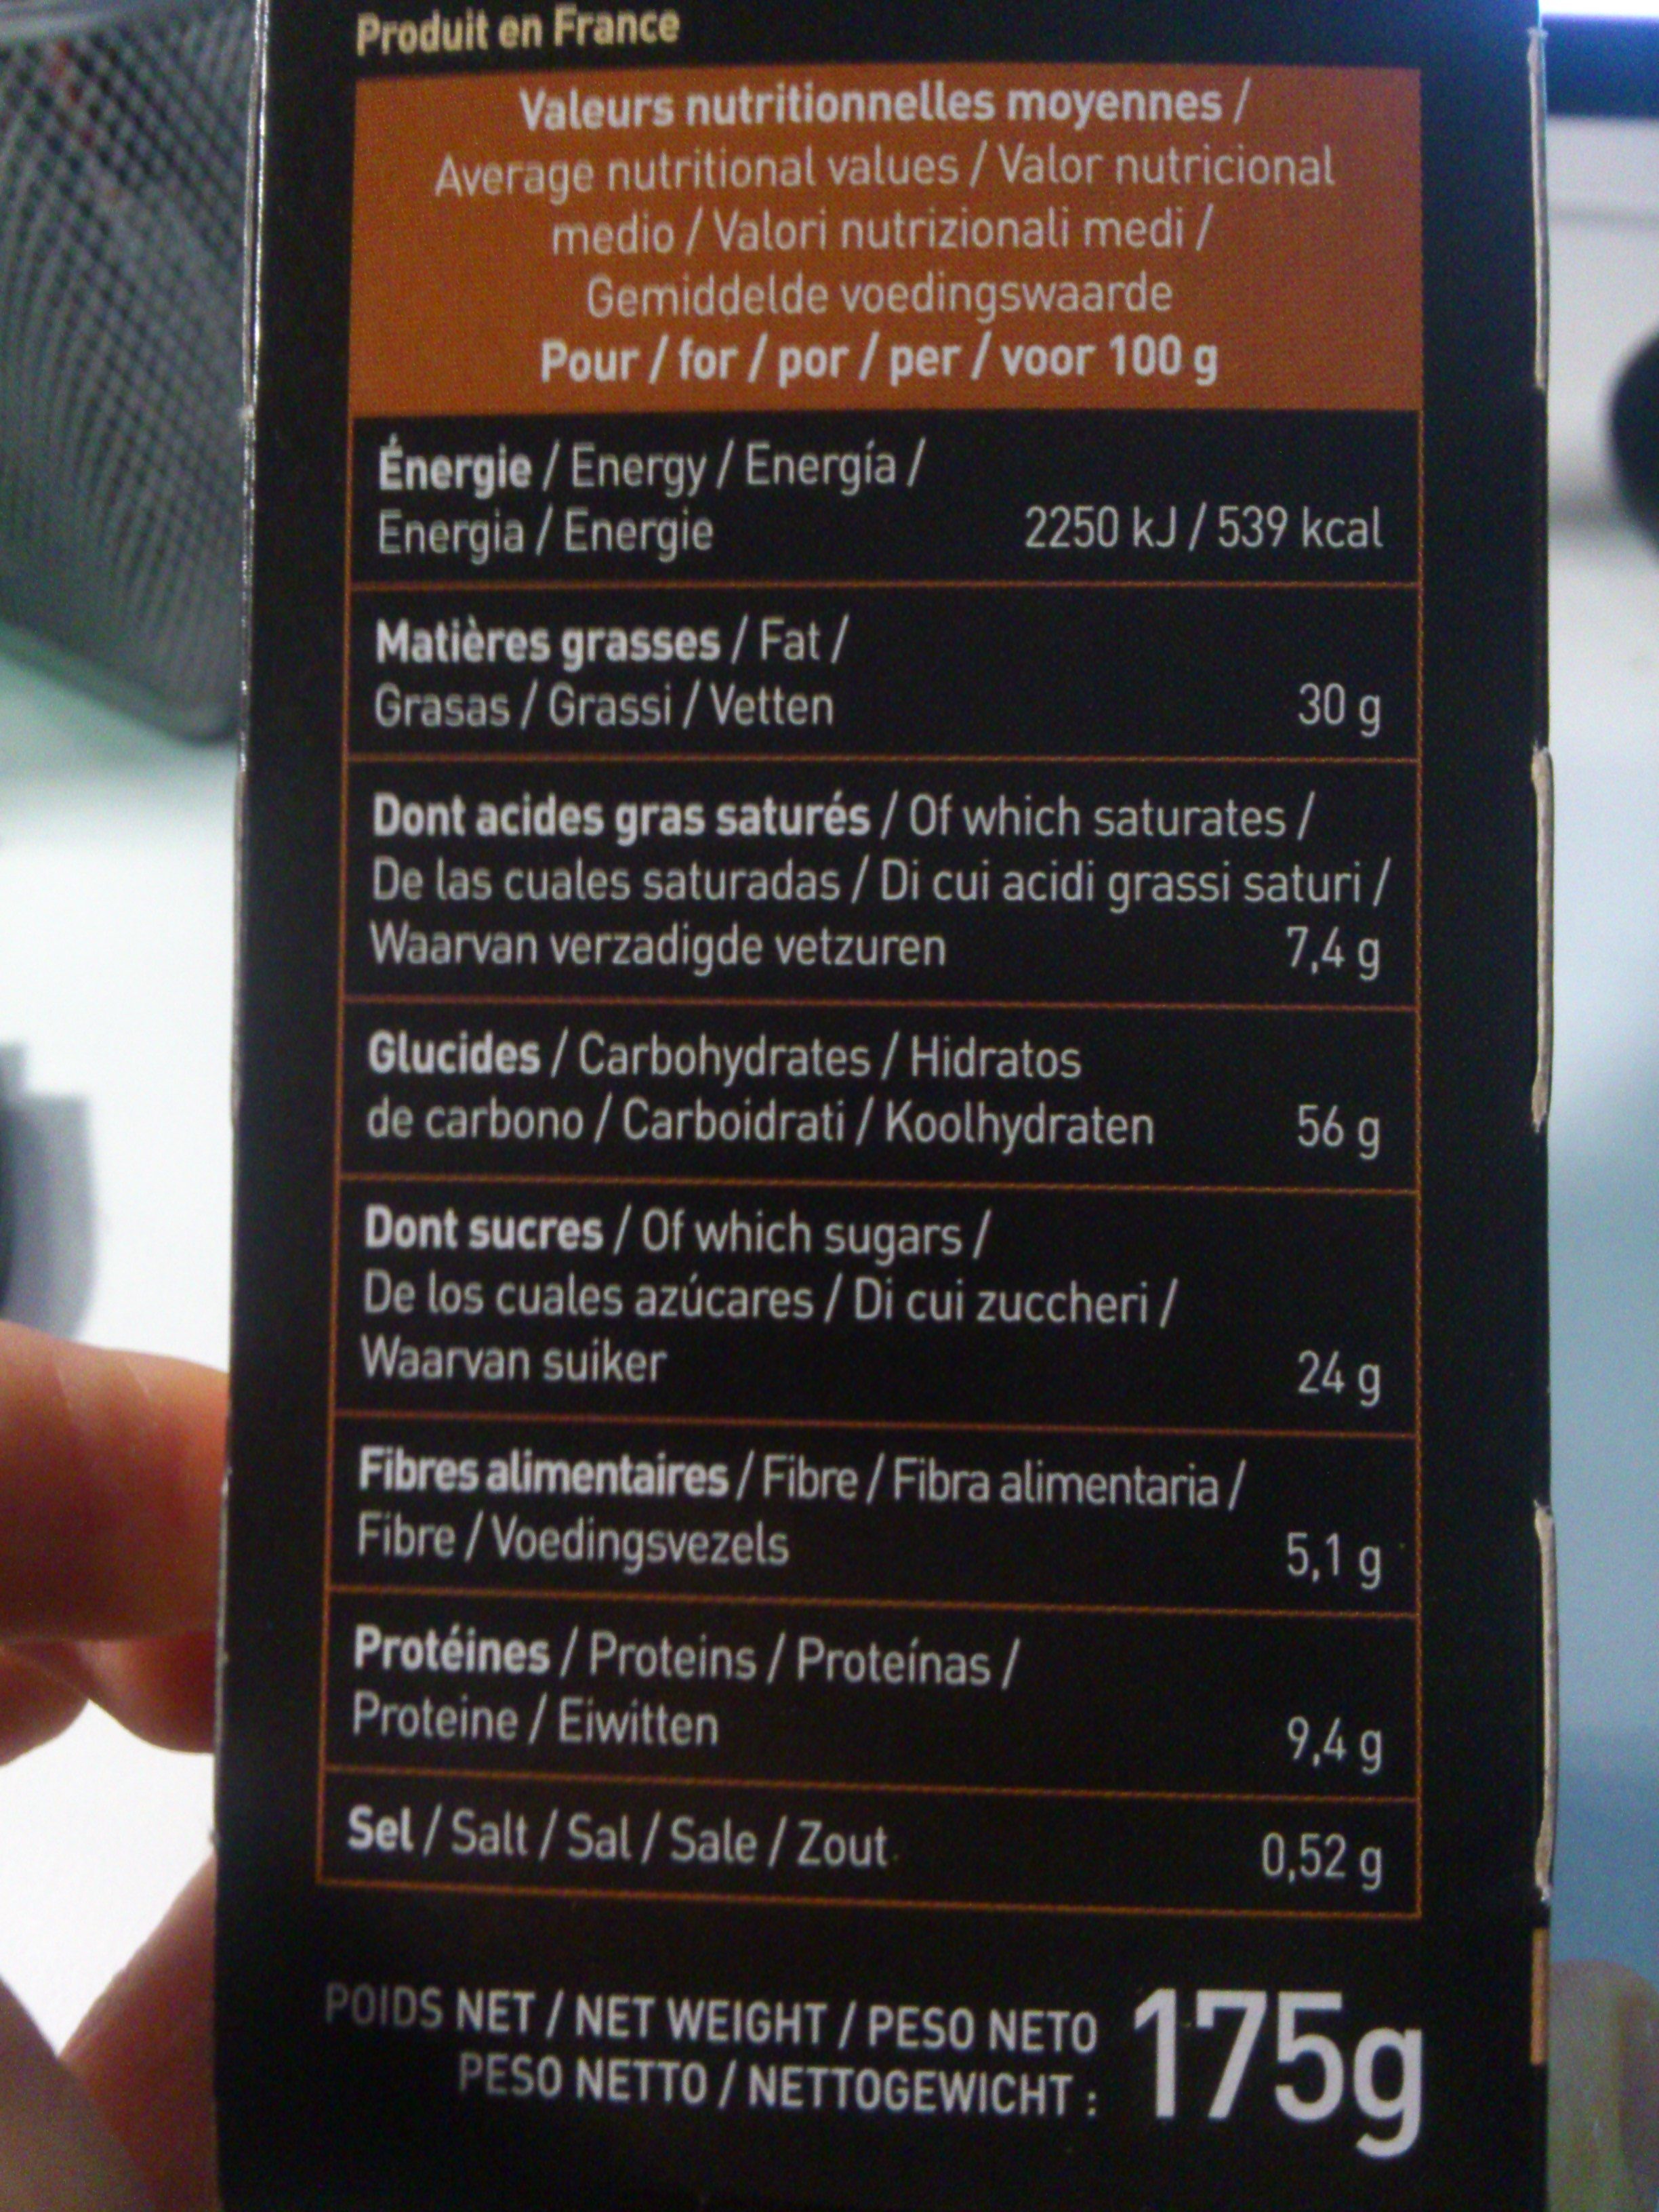 Produit en France
Valeurs nutritionnelles moyennes /
Average nutritional values / Valor nutricional
medio / Valori nutrizionali medi /
Gemiddelde voedingswaarde
Pour / for / por / per / voor 100 g
Énergie / Energy / Energía /
Energia / Energie 2250 kJ / 539 kcal
Matières grasses / Fat /
Grasas / Grassi / Vetten 30 g
Dont acides gras saturés / Of which saturates /
De las cuales saturadas / Di cui acidi grassi saturi /
Waarvan verzadigde vetzuren 7,4 g
Glucides / Carbohydrates / Hidratos
de carbono / Carboidrati / Koolhydraten 56 g
Dont sucres / Of which sugars /
De los cuales azúcares / Di cui zuccheri /
Waarvan suiker 24 g
Fibres alimentaires / Fibre / Fibra alimentaria /
Fibre / Voedingsvezels 5,1 g
Protéines / Proteins / Proteínas /
Proteine / Eiwitten 9,4 g
Sel / Salt / Sal / Sale / Zout 0,52 g
POIDS NET / NET WEIGHT / PESO NETO
PESO NETTO / NETTOGEWICHT : 175g